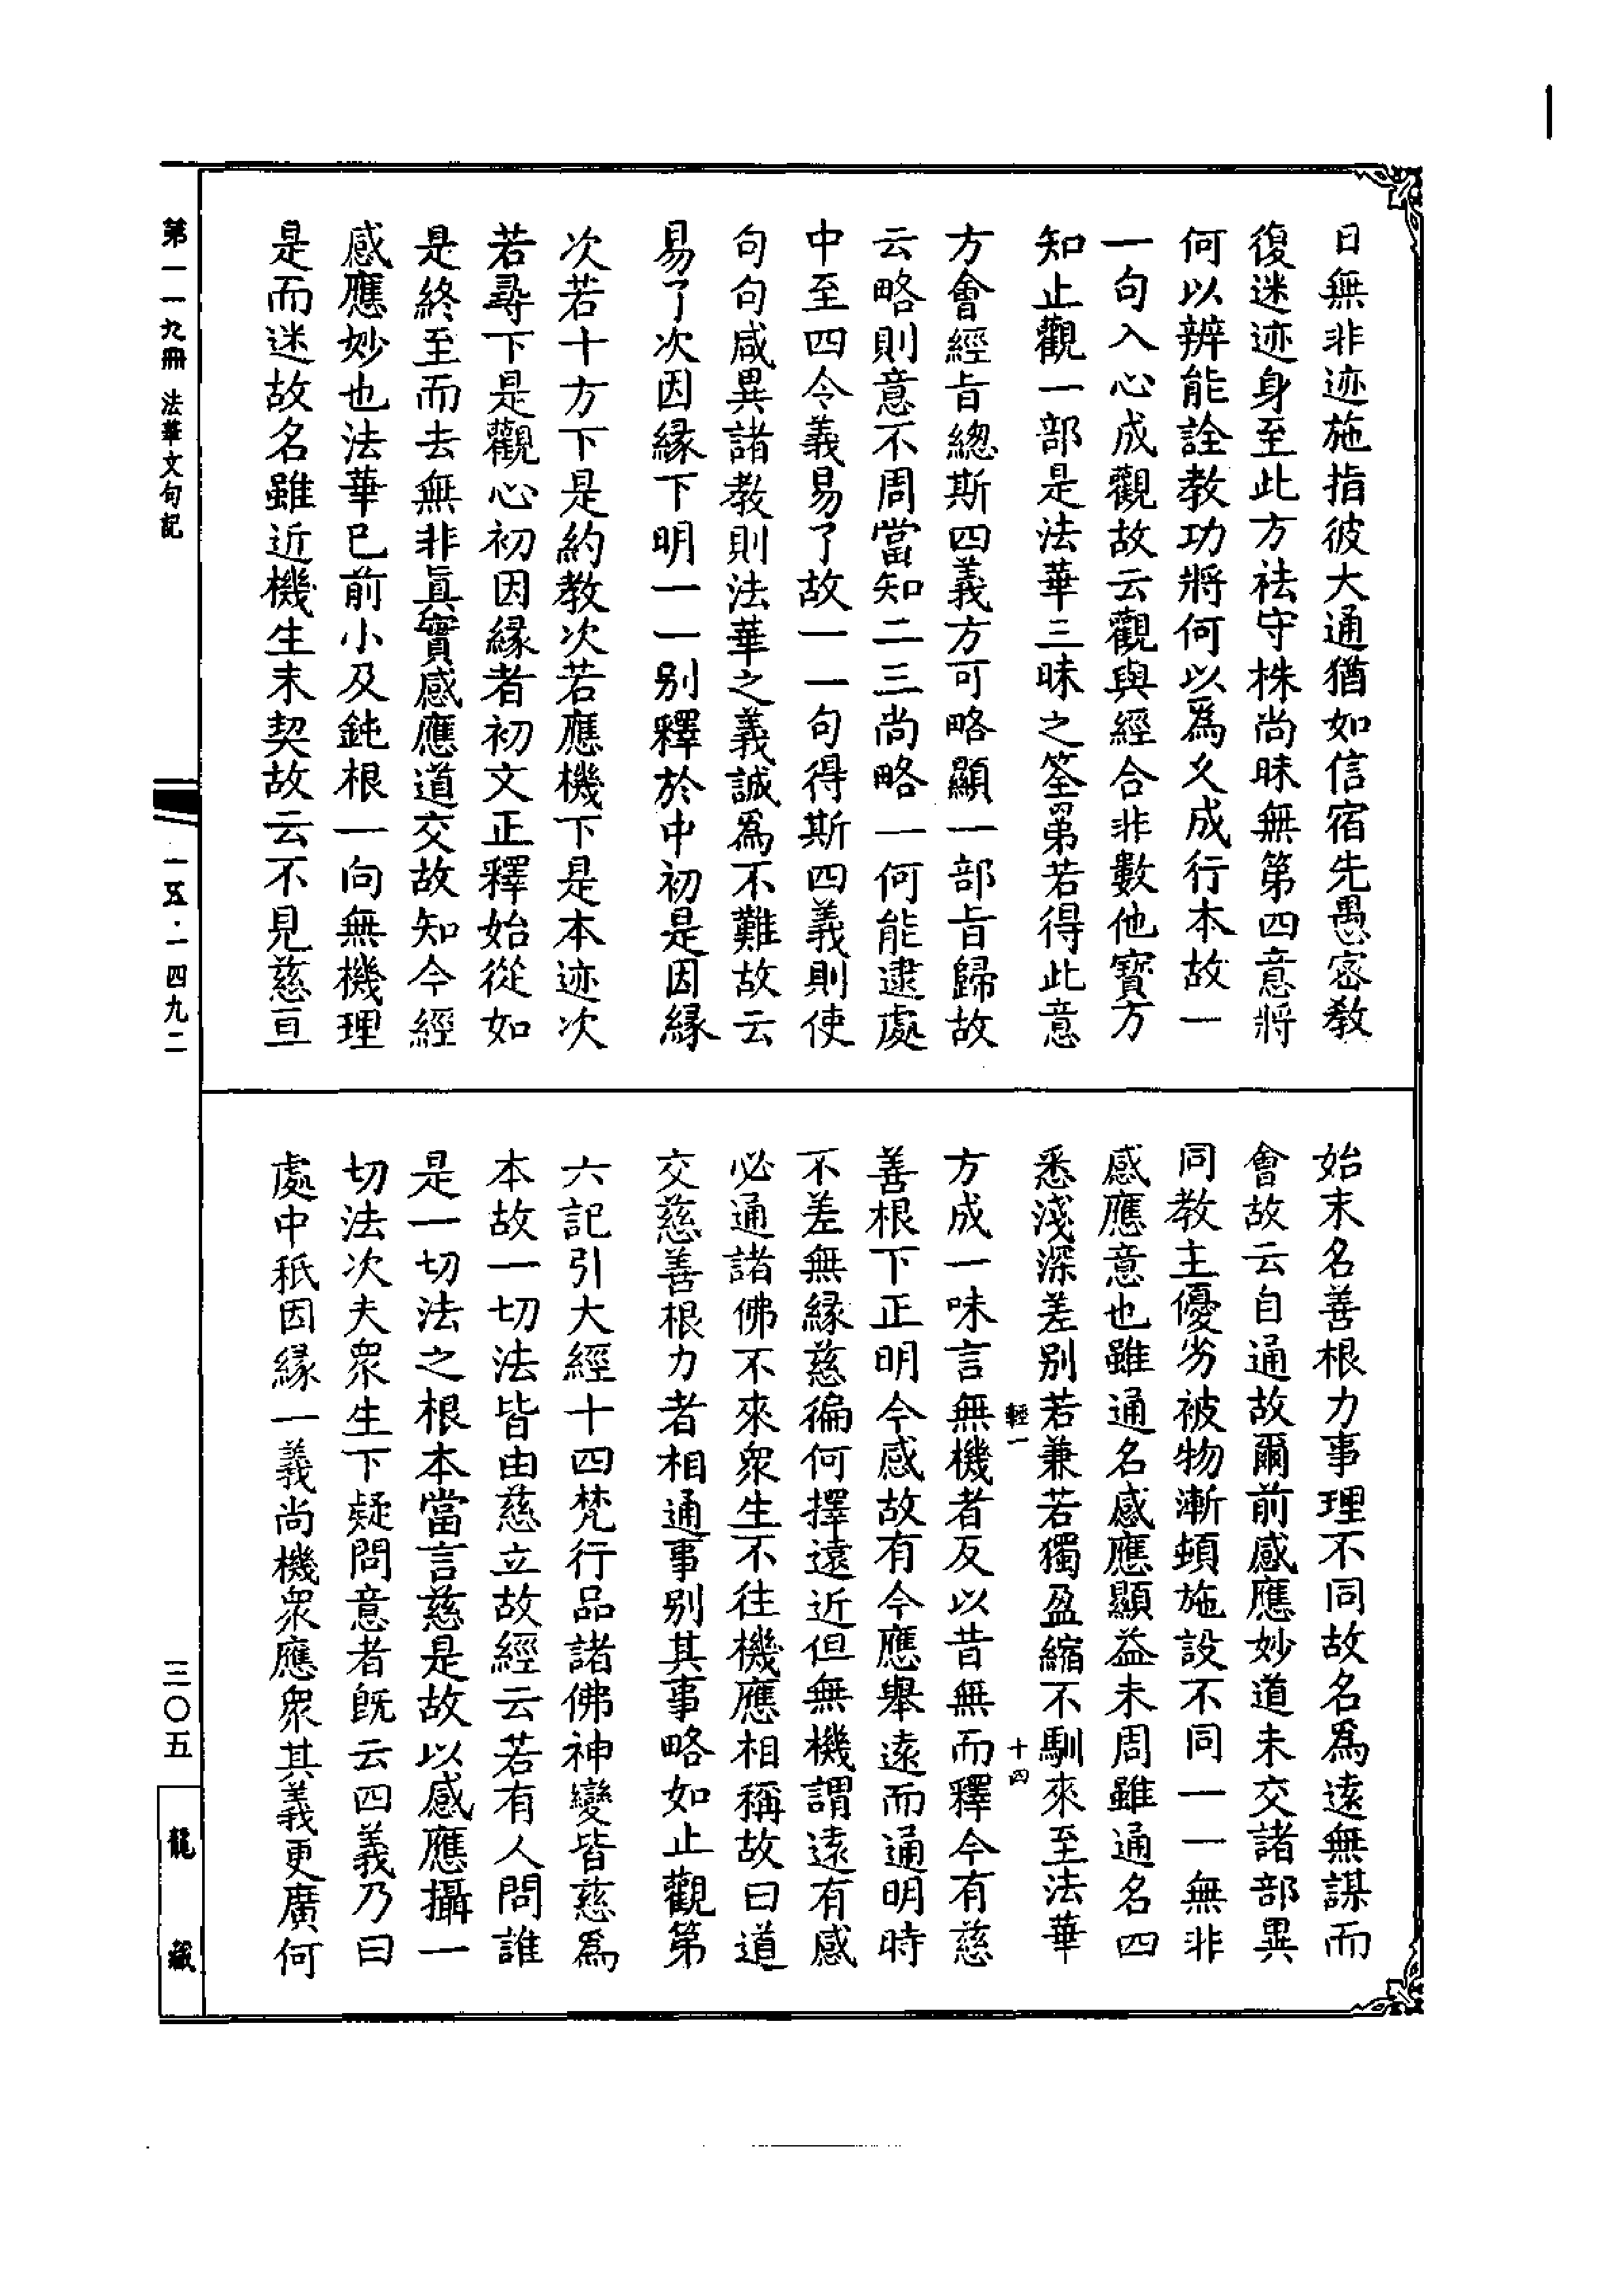 日無非迹施指彼大通猶如信宿先愚密教
復迷迹身至此方祛守株尚昧無第四意將
何以辨能詮教功將何以爲久成行本故一
一句入心成觀故云觀與經合非數他寶方
知止觀一部是法華三昧之筌罤若得此意
方會經旨總斯四義方可略顯一部旨歸故
云略則意不周當知二三尚略一何能逮處
中至四令義易了故一一句得斯四義則使
句句咸異諸教則法華之義誠爲不難故云
易了次因緣下明一一別釋於中初是因緣
次若十方下是約教次若應機下是本迹次
若尋下是觀心初因緣者初文正釋始從如
是終至而去無非眞實感應道交故知今經
感應妙也法華已前小及鈍根一向無機理
是而迷故名雖近機生未契故云不見慈亘
始末名善根力事理不同故名爲遠無謀而
會故云自通故爾前感應妙道未交諸部異
同教主優劣被物漸頓施設不同一一無非
感應意也雖通名感應顯益未周雖通名四
悉淺深差別若兼若獨盈縮不馴來至法華
輕一
十四
方成一味言無機者反以昔無而釋今有慈
善根下正明今感故有今應舉遠而通明時
不差無緣慈徧何擇遠近但無機謂遠有感
必通諸佛不來衆生不往機應相稱故曰道
交慈善根力者相通事別其事略如止觀第
六記引大經十四梵行品諸佛神變皆慈爲
本故一切法皆由慈立故經云若有人問誰
是一切法之根本當言慈是故以感應攝一
切法次夫衆生下疑問意者旣云四義乃曰
處中秖因緣一義尚機衆應衆其義更廣何
第一一九冊 法華文句記
一五·一四九二
三〇五
龍藏